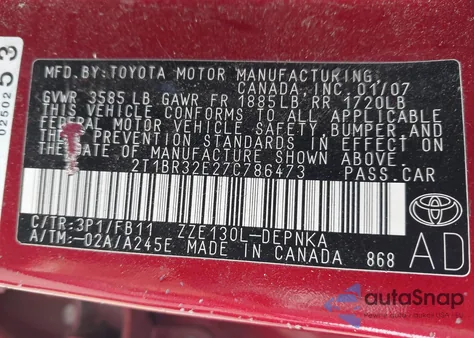 MFD. BY: TOYOTA MOTOR MANUFACTURING
CANADA, INC. 01/07
GVWR 3585 LB GAWR FR 1885LB RR 1720LB
THIS VEHICLE CONFORMS TO ALL APPLICABLE
FEDERAL MOTOR VEHICLE SAFETY, BUMPER, AND
THEFT PREVENTION STANDARDS IN EFFECT ON
THE DATE OF MANUFACTURE SHOWN ABOVE.
2T1BR32E27C786473 PASS.CAR
C/TR:3P1/FB11 ZZE130L-DEPNKA
A/TM:-02A/A245E MADE IN CANADA 868
TOYOTA
AD
025025
53
autoSnap